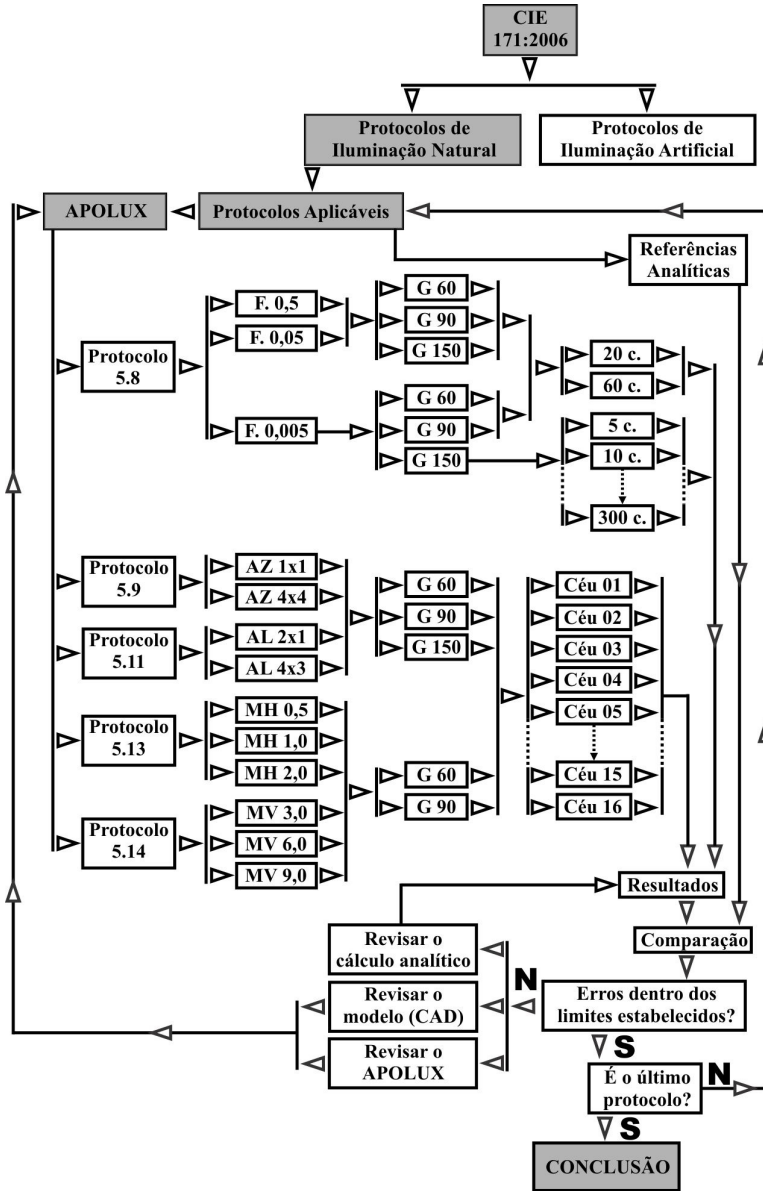 CIE
171:2006
Protocolos de
Iluminação Natural
Protocolos de
Iluminação Artificial
APOLUX
Protocolos Aplicáveis
Referências
Analíticas
Protocolo
5.8
F. 0,5
F. 0,05
F. 0,005
G 60
G 90
G 150
G 60
G 90
G 150
20 c.
60 c.
5 c.
10 c.
300 c.
Protocolo
5.9
AZ 1x1
AZ 4x4
Protocolo
5.11
AL 2x1
AL 4x3
Protocolo
5.13
MH 0,5
MH 1,0
MH 2,0
Protocolo
5.14
MV 3,0
MV 6,0
MV 9,0
G 60
G 90
G 150
G 60
G 90
Céu 01
Céu 02
Céu 03
Céu 04
Céu 05
Céu 15
Céu 16
Resultados
Comparação
Revisar o
cálculo analítico
Revisar o
modelo (CAD)
Revisar o
APOLUX
N
Erros dentro dos
limites estabelecidos?
S
É o último
protocolo?
N
S
CONCLUSÃO